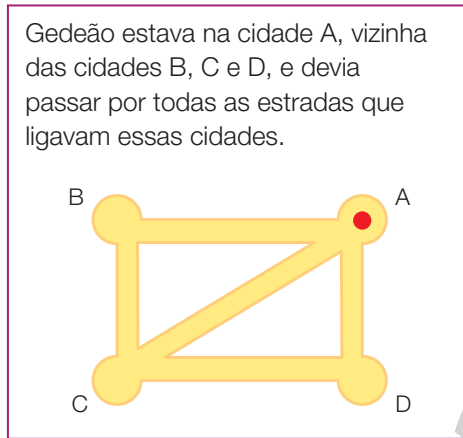 Gedeão estava na cidade A, vizinha
das cidades B, C e D, e devia
passar por todas as estradas que
ligavam essas cidades.
B
A
C
D